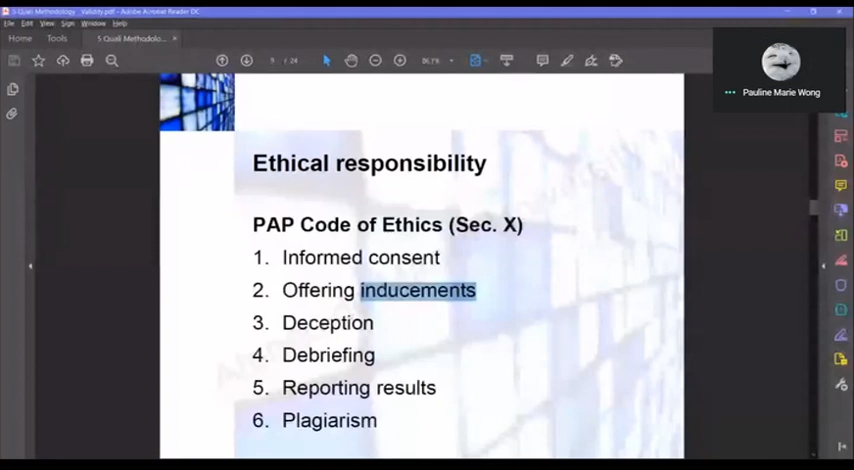 5 Quali Methodology _ Validity.pdf - Adobe Acrobat Reader DC
File Edit View Sign Window Help
Home Tools 5 Quali Methodolo... ×
/ 24
Pauline Marie Wong
Ethical responsibility
PAP Code of Ethics (Sec. X)
1. Informed consent
2. Offering inducements
3. Deception
4. Debriefing
5. Reporting results
6. Plagiarism